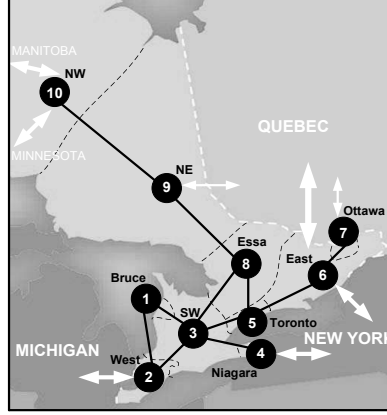 MANITOBA
NW
10
MINNESOTA
QUEBEC
NE
9
Ottawa
7
Essa
8
East
6
Bruce
1
SW
3
5
Toronto
MICHIGAN
West
2
4
Niagara
NEW YORK